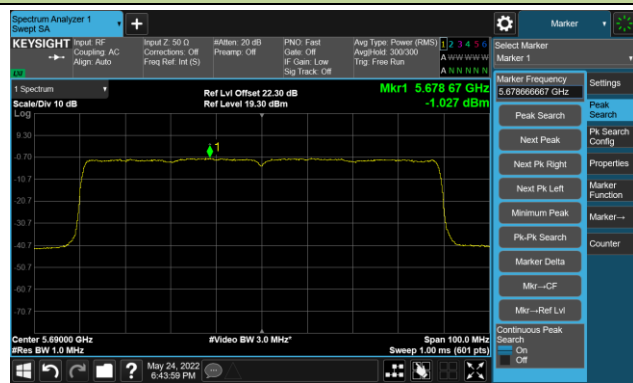 Spectrum Analyzer 1
Swept SA
+
Marker
KEYSIGHT
Input: RF
Coupling: AC
Align: Auto
Input Z: 50 Ω
Corrections: Off
Freq Ref: Int (S)
#Atten: 20 dB
Preamp: Off
PNO: Fast
Gate: Off
IF Gain: Low
Sig Track: Off
Avg Type: Power (RMS)
Avg|Hold: 300/300
Trig: Free Run
1 2 3 4 5 6
A W W W W W
A N N N N N
Select Marker
Marker 1
1 Spectrum
Scale/Div 10 dB
Log
Ref Lvl Offset 22.30 dB
Ref Level 19.30 dBm
Mkr1 5.678 67 GHz
-1.027 dBm
1
9.30
-0.70
-10.7
-20.7
-30.7
-40.7
-50.7
-60.7
-70.7
Center 5.69000 GHz
#Res BW 1.0 MHz
#Video BW 3.0 MHz*
Span 100.0 MHz
Sweep 1.00 ms (601 pts)
Marker Frequency
5.678666667 GHz
Peak Search
Next Peak
Next Pk Right
Next Pk Left
Minimum Peak
Pk-Pk Search
Marker Delta
Mkr→CF
Mkr→Ref Lvl
Continuous Peak
Search
On
Off
Settings
Peak
Search
Pk Search
Config
Properties
Marker
Function
Marker→
Counter
?
May 24, 2022
6:43:59 PM